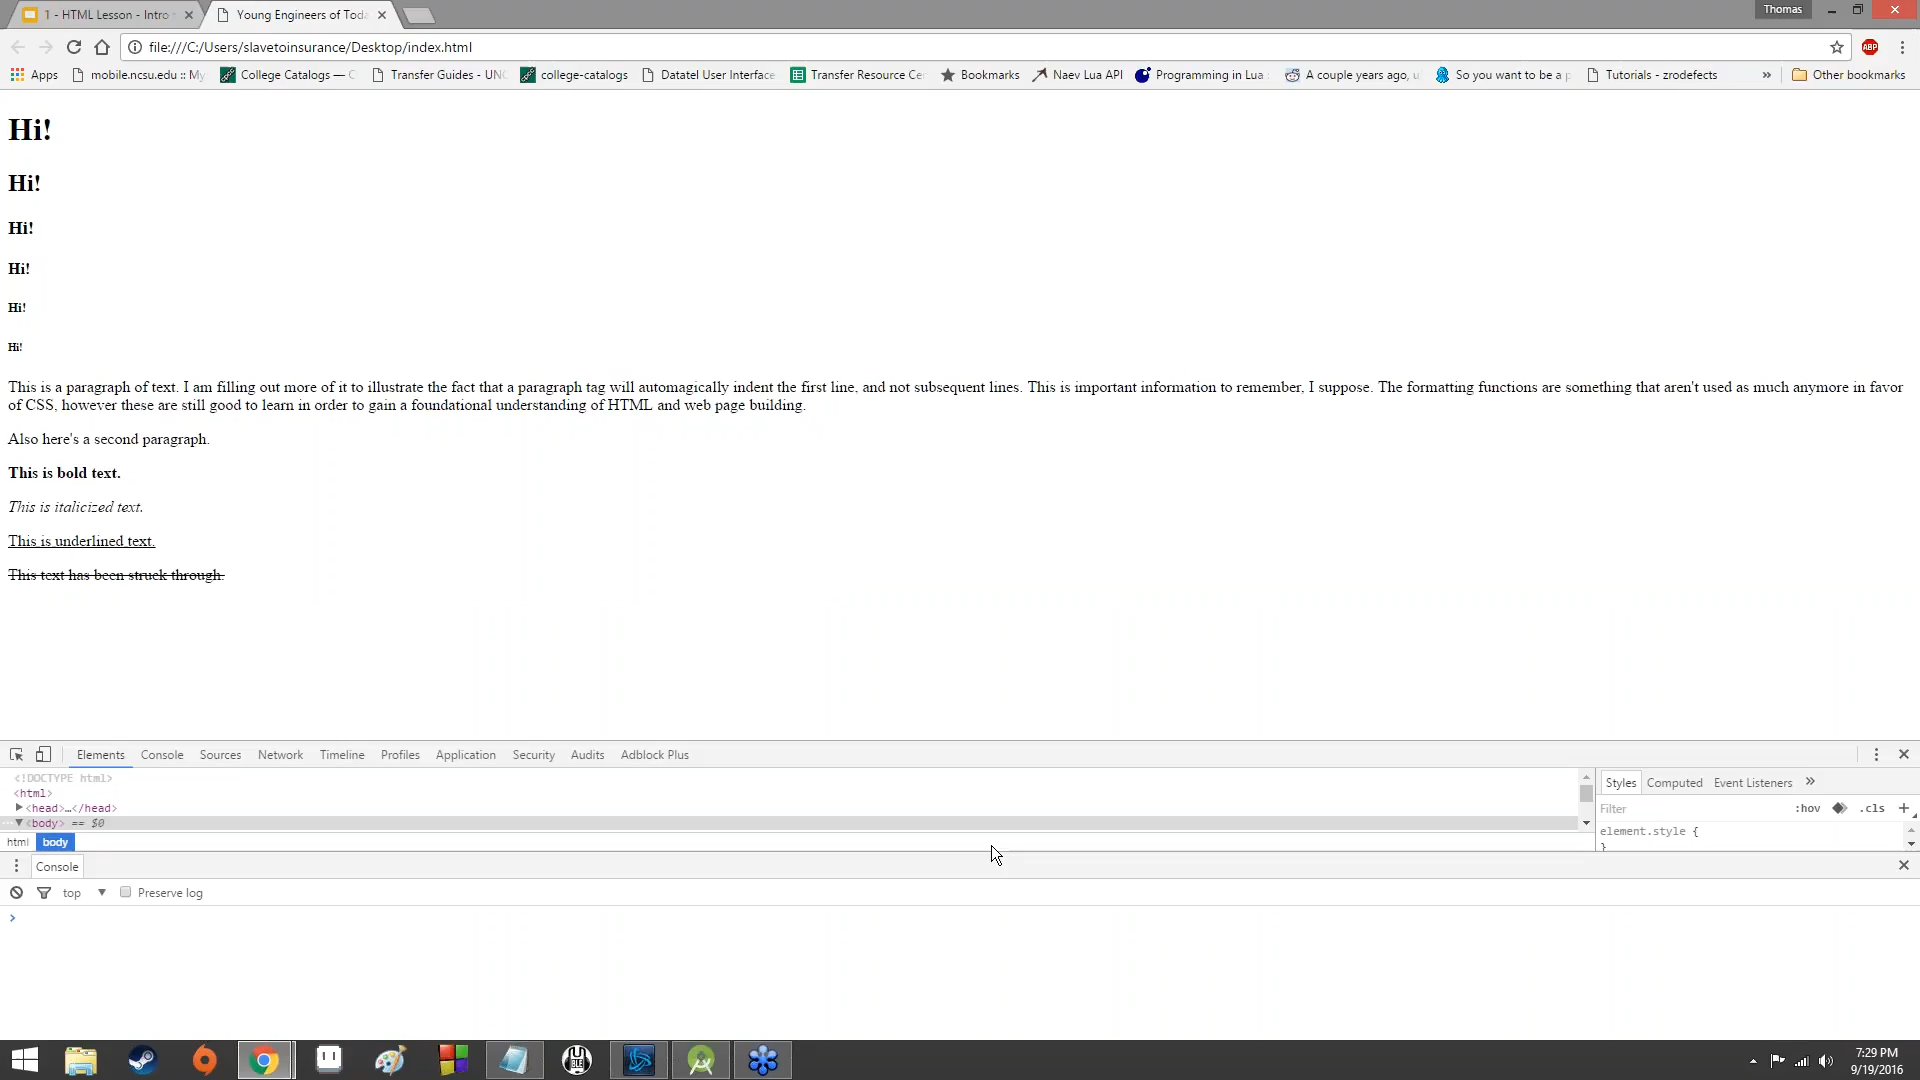 1 - HTML Lesson - Intro
Young Engineers of Toda
Thomas
file:///C:/Users/slavetoinsurance/Desktop/index.html
ABP
Apps
mobile.ncsu.edu :: My
College Catalogs — C
Transfer Guides - UNC
college-catalogs
Datatel User Interface
Transfer Resource Ce
Bookmarks
Naev Lua API
Programming in Lua
A couple years ago, u
So you want to be a p
Tutorials - zrodefects
»
Other bookmarks
Hi!
Hi!
Hi!
Hi!
Hi!
Hi!
This is a paragraph of text. I am filling out more of it to illustrate the fact that a paragraph tag will automagically indent the first line, and not subsequent lines. This is important information to remember, I suppose. The formatting functions are something that aren't used as much anymore in favor
of CSS, however these are still good to learn in order to gain a foundational understanding of HTML and web page building.
Also here's a second paragraph.
This is bold text.
This is italicized text.
This is underlined text.
This text has been struck through.
Elements Console Sources Network Timeline Profiles Application Security Audits Adblock Plus
<!DOCTYPE html>
<html>
<head>…</head>
<body> == $0
html body
Styles Computed Event Listeners »
Filter :hov .cls +
element.style {
}
Console
top Preserve log
>
7:29 PM
9/19/2016